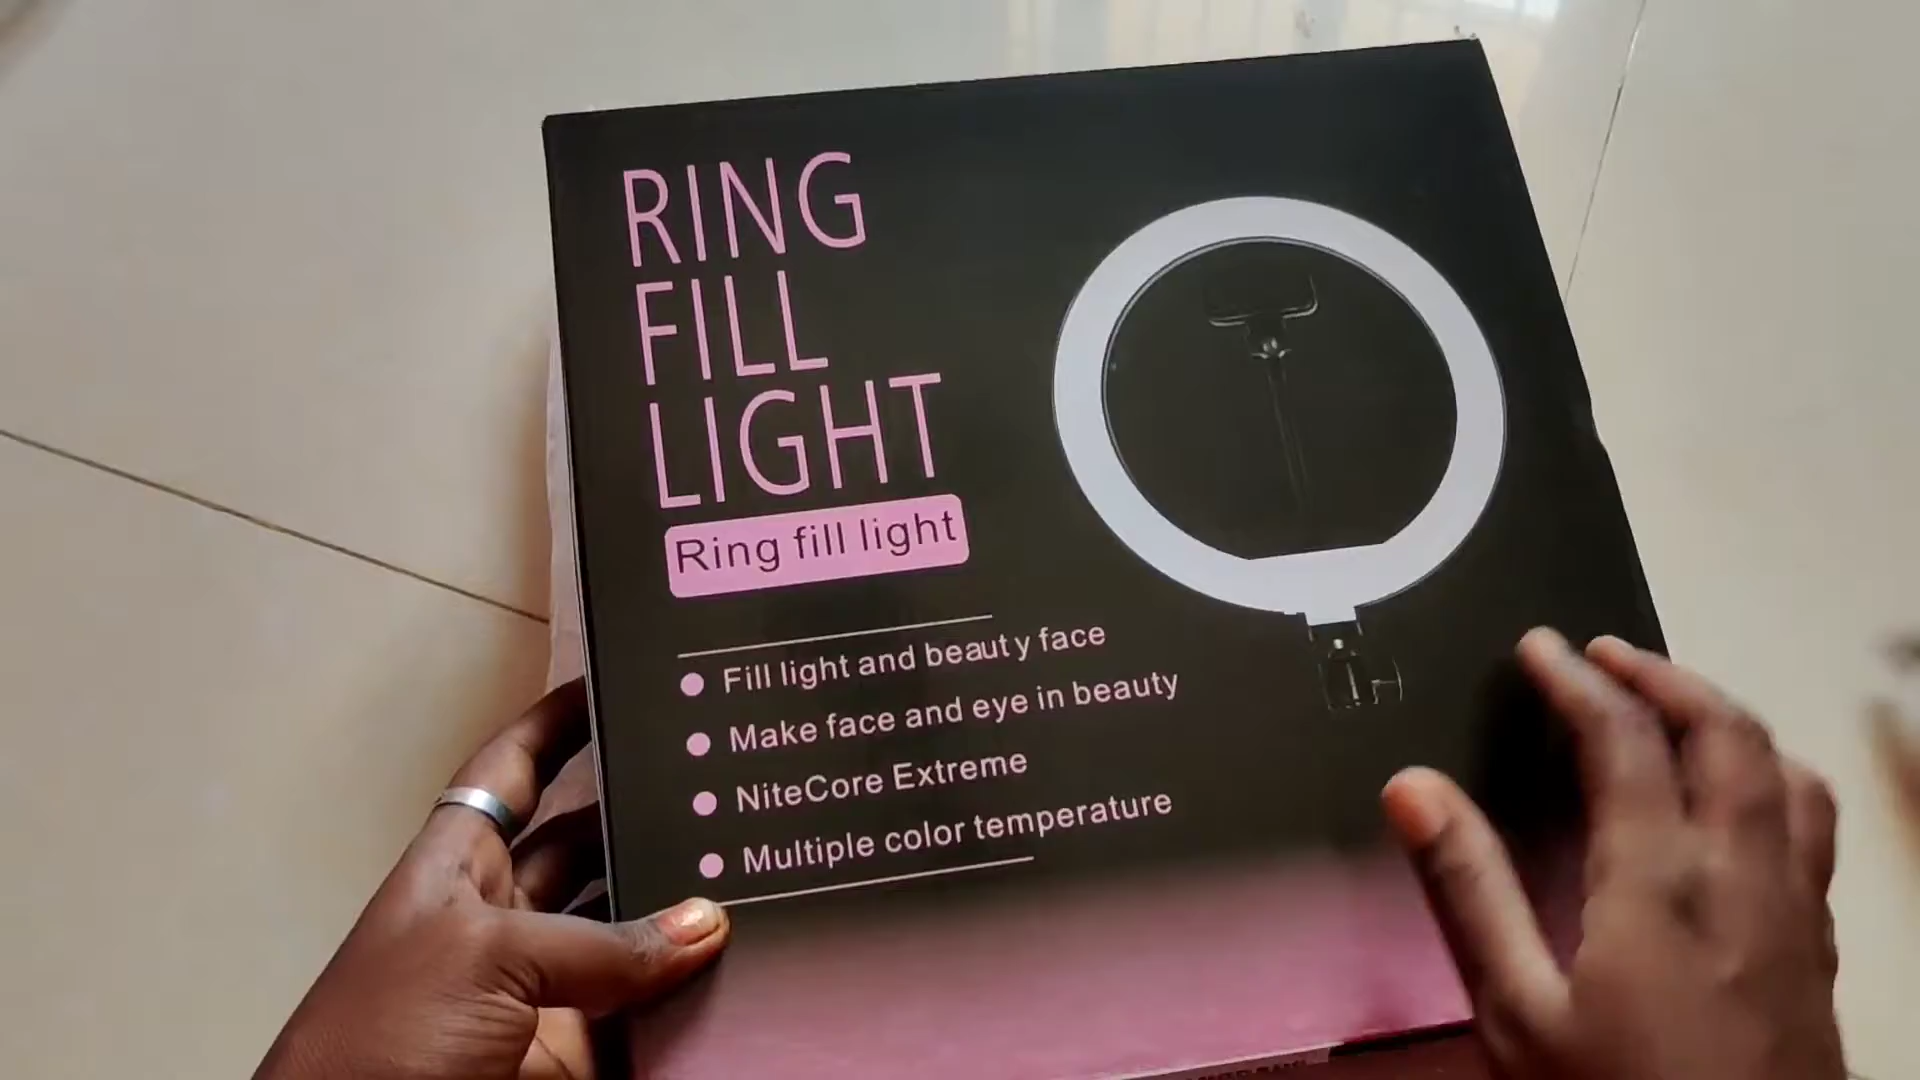 RING
FILL
LIGHT
Ring fill light
Fill light and beauty face
Make face and eye in beauty
NiteCore Extreme
Multiple color temperature